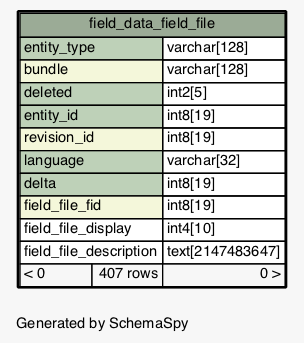 field_data_field_file
entity_type varchar[128]
bundle varchar[128]
deleted int2[5]
entity_id int8[19]
revision_id int8[19]
language varchar[32]
delta int8[19]
field_file_fid int8[19]
field_file_display int4[10]
field_file_description text[2147483647]
< 0 407 rows 0 >
Generated by SchemaSpy